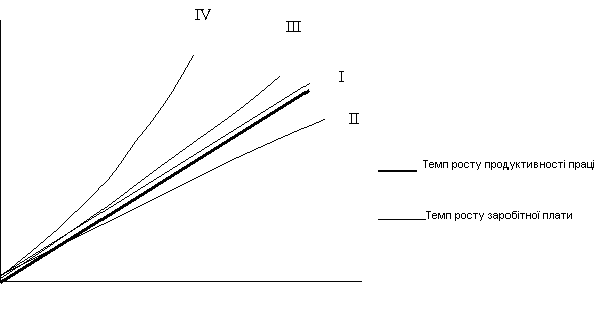 IV
III
I
II
Темп росту продуктивності праці
Темп росту заробітної плати